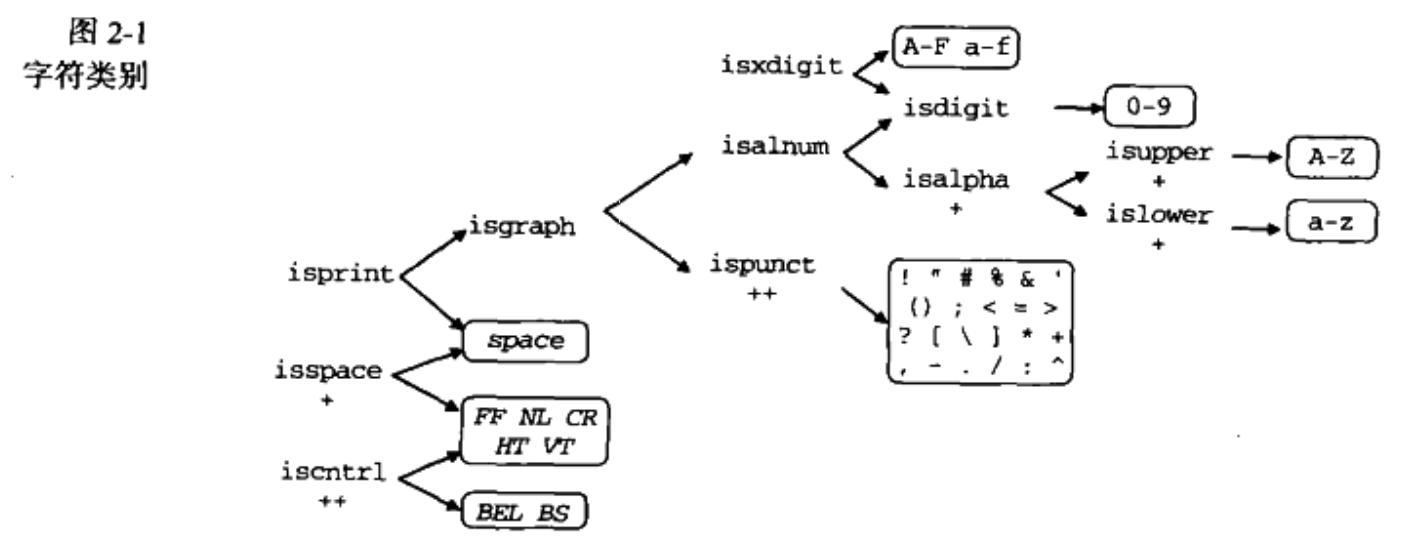 图 2-1
字符类别
isxdigit
A-F a-f
isdigit
0-9
isalnum
isupper
+
A-Z
isalpha
+
islower
+
a-z
isgraph
isprint
ispunct
++
! " # % & '
() ; < = >
? [ \ ] * +
, - . / : ^
space
isspace
+
FF NL CR
HT VT
iscntrl
++
BEL BS